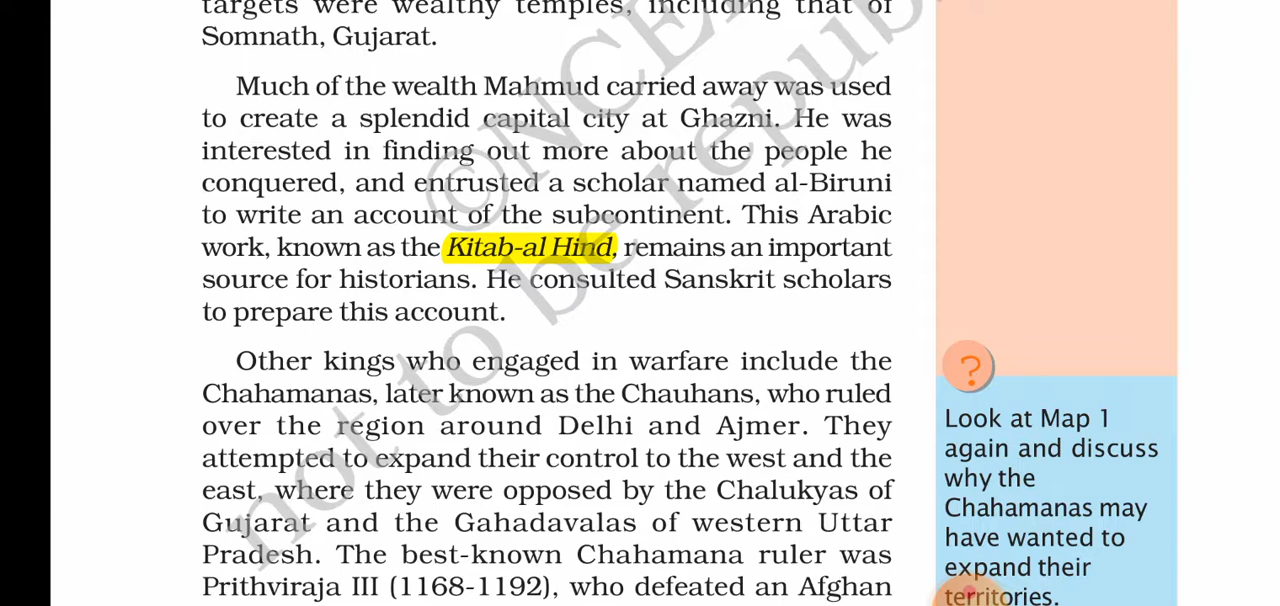 targets were wealthy temples, including that of
Somnath, Gujarat.
Much of the wealth Mahmud carried away was used
to create a splendid capital city at Ghazni. He was
interested in finding out more about the people he
conquered, and entrusted a scholar named al-Biruni
to write an account of the subcontinent. This Arabic
work, known as the Kitab-al Hind, remains an important
source for historians. He consulted Sanskrit scholars
to prepare this account.
Other kings who engaged in warfare include the
Chahamanas, later known as the Chauhans, who ruled
over the region around Delhi and Ajmer. They
attempted to expand their control to the west and the
east, where they were opposed by the Chalukyas of
Gujarat and the Gahadavalas of western Uttar
Pradesh. The best-known Chahamana ruler was
Prithviraja III (1168-1192), who defeated an Afghan
?
Look at Map 1
again and discuss
why the
Chahamanas may
have wanted to
expand their
territories.
©NCE
not to be repub